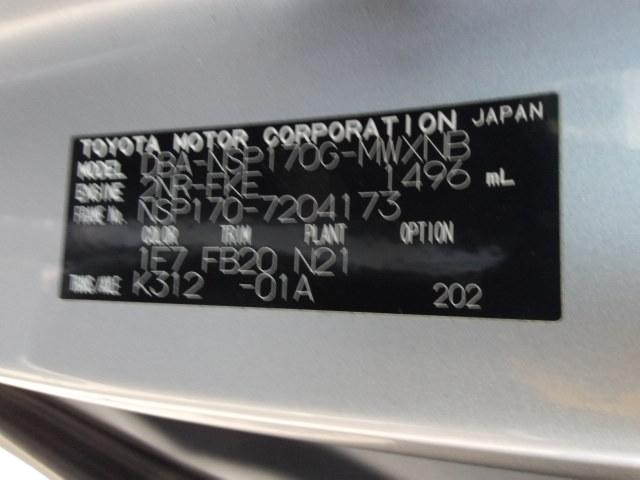 TOYOTA MOTOR CORPORATION JAPAN
MODEL DBA-NSP170G-MWXNB
ENGINE 2NR-FKE 1496 mL
FRAME No. NSP170-7204173
COLOR TRIM PLANT OPTION
1E7 FB20 N21
TRANS/AXLE K312 -01A 202